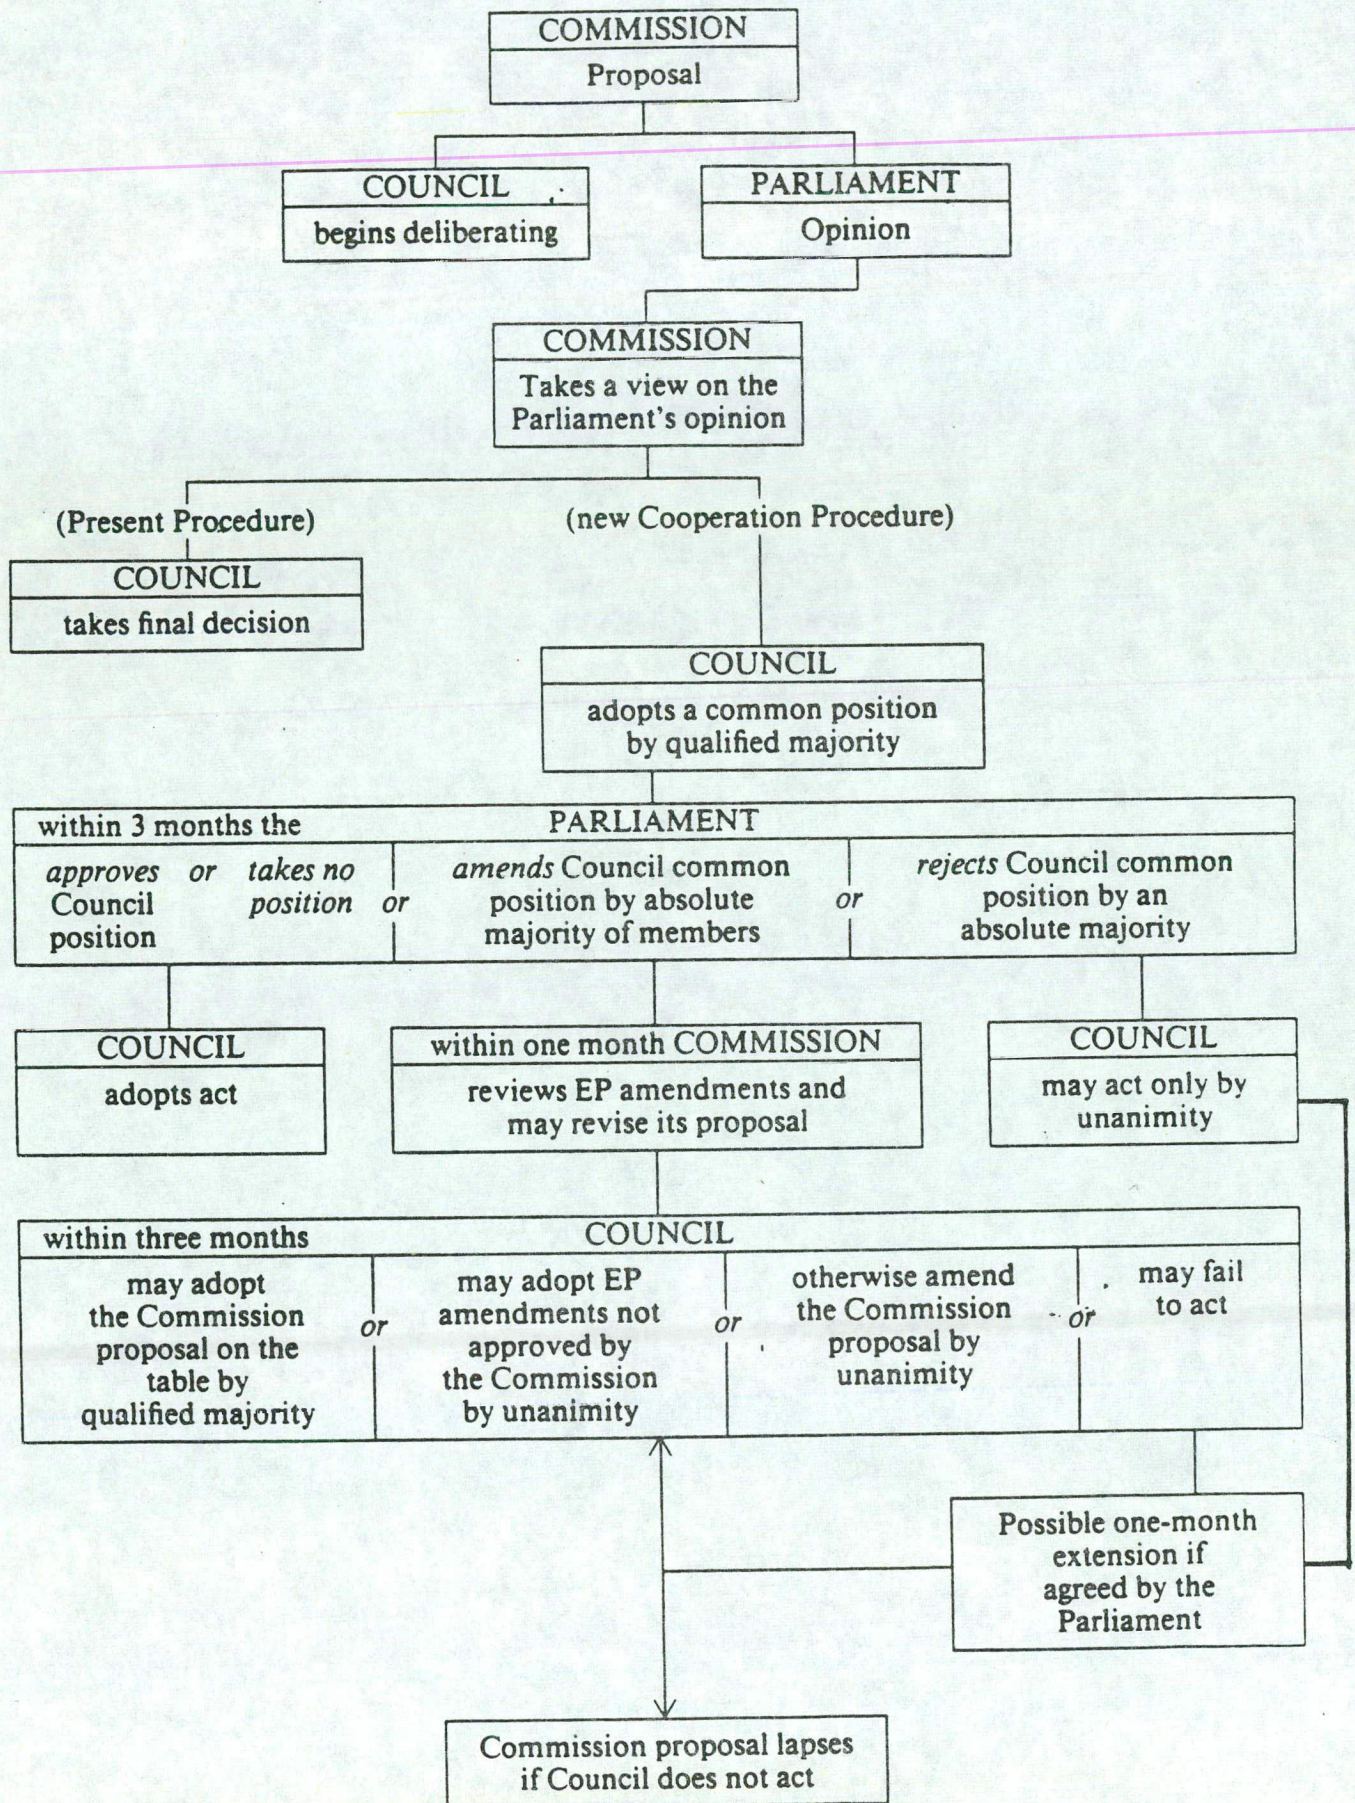 COMMISSION
Proposal
COUNCIL
begins deliberating
PARLIAMENT
Opinion
COMMISSION
Takes a view on the
Parliament's opinion
(Present Procedure)
COUNCIL
takes final decision
(new Cooperation Procedure)
COUNCIL
adopts a common position
by qualified majority
within 3 months the PARLIAMENT
approves or takes no
Council position
position
or
amends Council common
position by absolute
majority of members
or
rejects Council common
position by an
absolute majority
COUNCIL
adopts act
within one month COMMISSION
reviews EP amendments and
may revise its proposal
COUNCIL
may act only by
unanimity
within three months COUNCIL
may adopt
the Commission
proposal on the
table by
qualified majority
or
may adopt EP
amendments not
approved by
the Commission
by unanimity
or
otherwise amend
the Commission
proposal by
unanimity
or
may fail
to act
Possible one-month
extension if
agreed by the
Parliament
Commission proposal lapses
if Council does not act